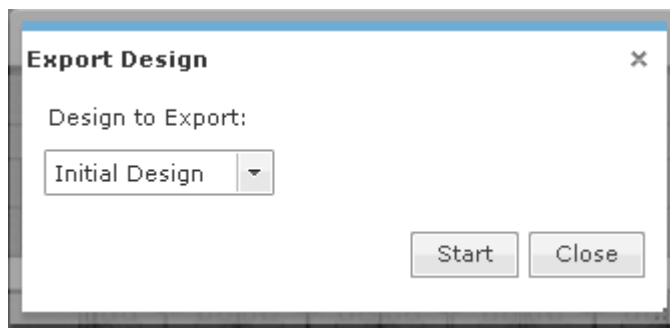 Export Design
Design to Export:
Initial Design
Start Close